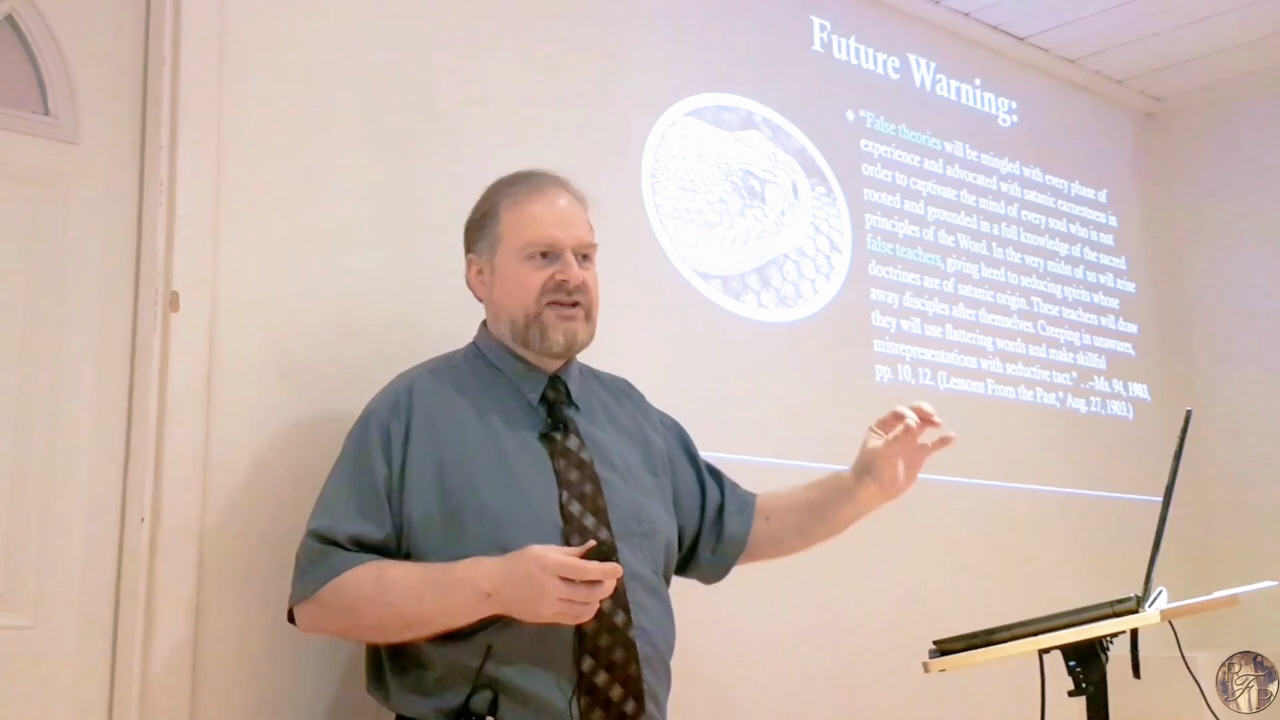 Future Warning:
“False theories will be mingled with every phase of
experience and advocated with satanic earnestness in
order to captivate the mind of every soul who is not
rooted and grounded in a full knowledge of the sacred
principles of the Word. In the very midst of us will arise
false teachers, giving heed to seducing spirits whose
doctrines are of satanic origin. These teachers will draw
away disciples after themselves. Creeping in unawares,
they will use flattering words and make skillful
misrepresentations with seductive tact.” . .–Ms. 94, 1903,
pp. 10, 12. (Lessons From the Past,” Aug. 27, 1903.)